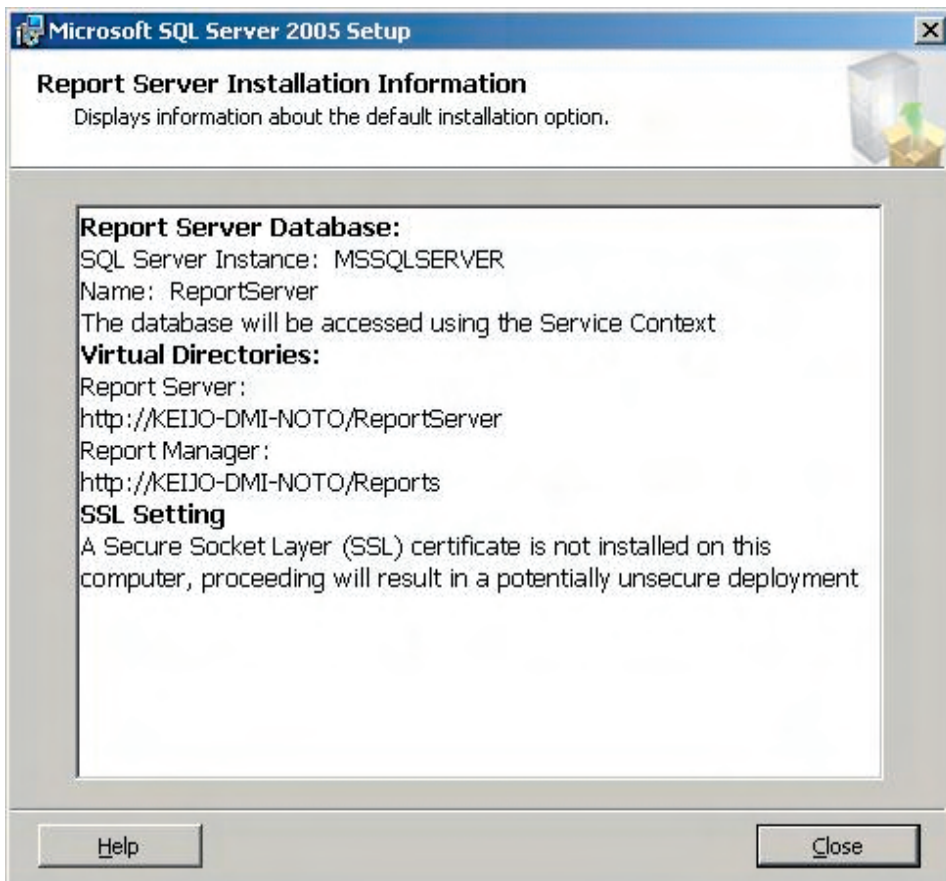 Microsoft SQL Server 2005 Setup
Report Server Installation Information
Displays information about the default installation option.
Report Server Database:
SQL Server Instance: MSSQLSERVER
Name: ReportServer
The database will be accessed using the Service Context
Virtual Directories:
Report Server:
http://KEIJO-DMI-NOTO/ReportServer
Report Manager:
http://KEIJO-DMI-NOTO/Reports
SSL Setting
A Secure Socket Layer (SSL) certificate is not installed on this
computer, proceeding will result in a potentially unsecure deployment
Help
Close